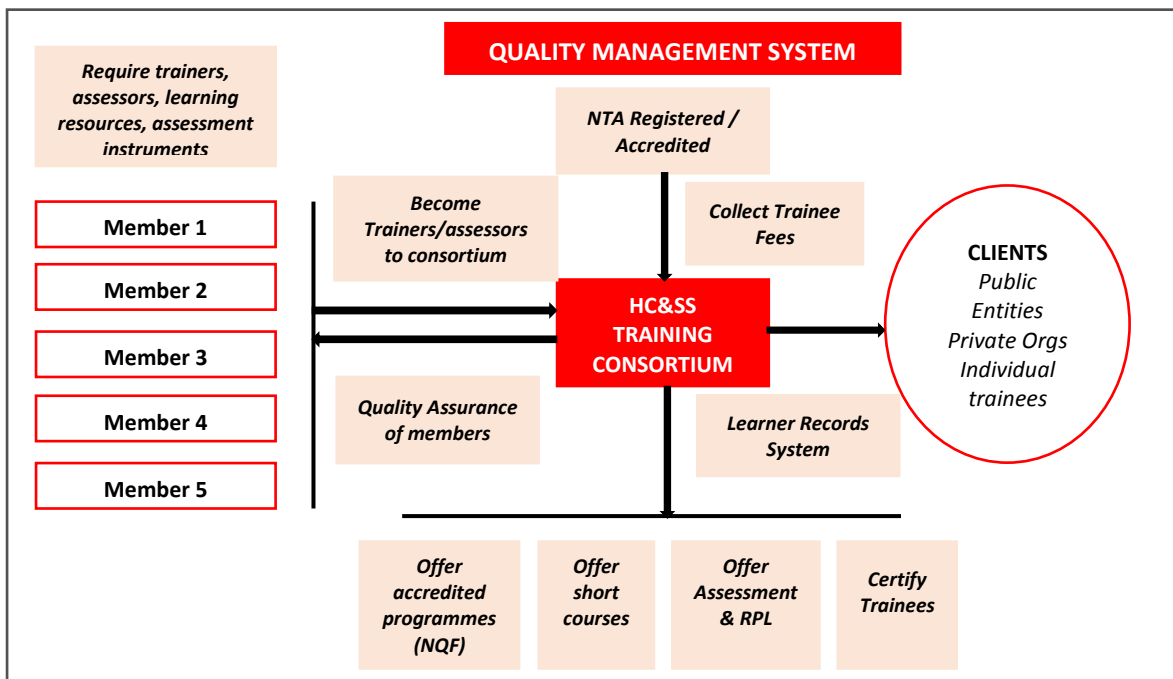 QUALITY MANAGEMENT SYSTEM
Require trainers,
assessors, learning
resources, assessment
instruments
NTA Registered /
Accredited
Member 1
Member 2
Member 3
Member 4
Member 5
Become
Trainers/assessors
to consortium
Collect Trainee
Fees
HC&SS
TRAINING
CONSORTIUM
CLIENTS
Public
Entities
Private Orgs
Individual
trainees
Quality Assurance
of members
Learner Records
System
Offer
accredited
programmes
(NQF)
Offer
short
courses
Offer
Assessment
& RPL
Certify
Trainees